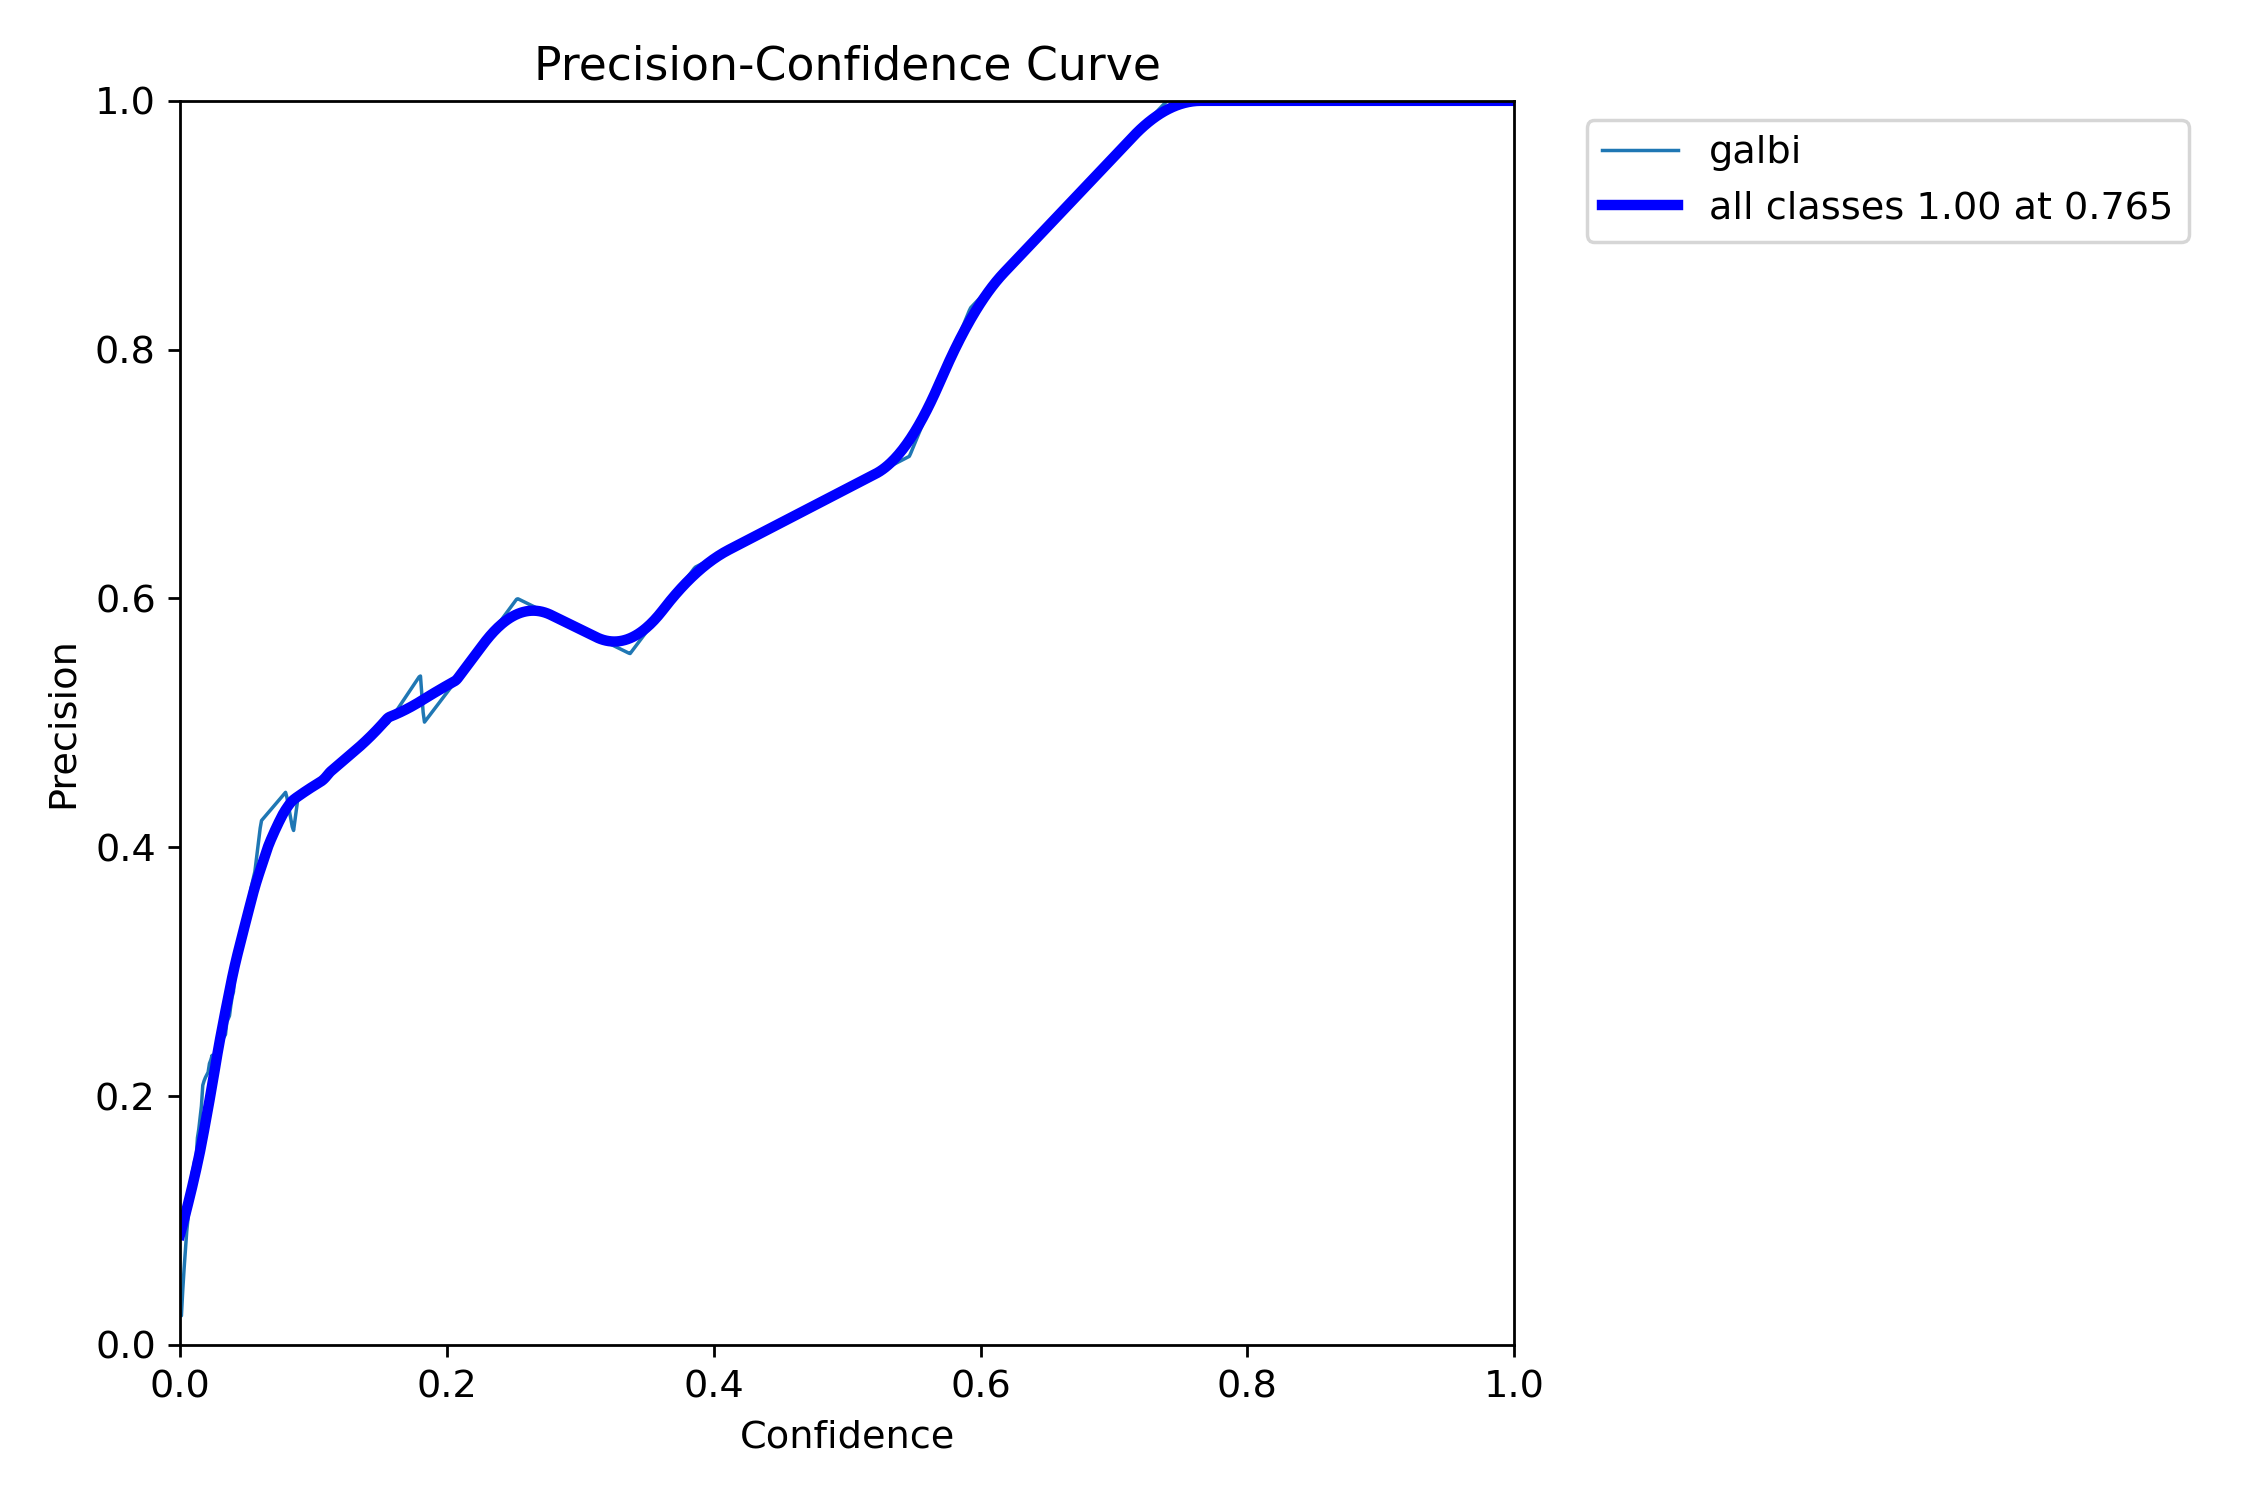 Precision-Confidence Curve
1.0
0.8
0.6
0.4
0.2
0.0
Precision
0.0 0.2 0.4 0.6 0.8 1.0
Confidence
galbi
all classes 1.00 at 0.765